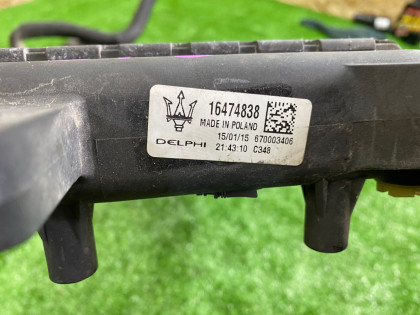 16474838
MADE IN POLAND
15/01/15 670003406
DELPHI 21:43:10 C348